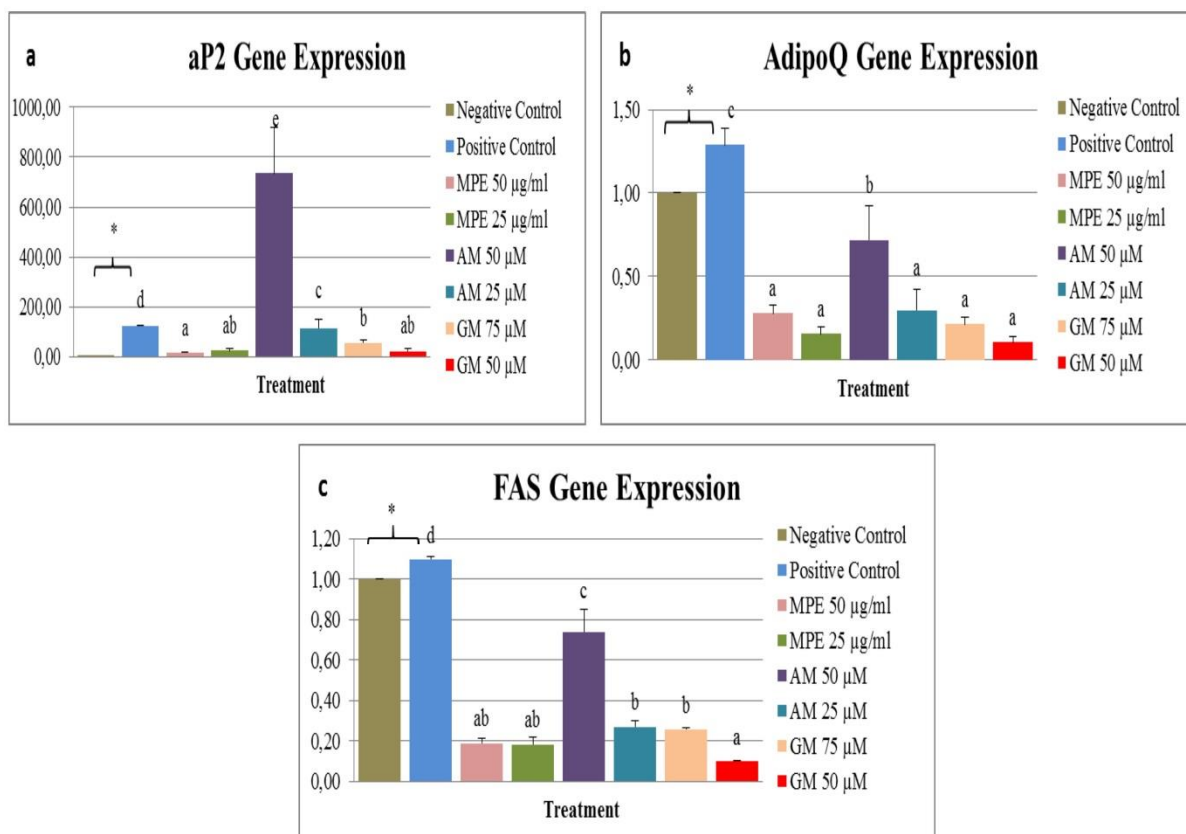 a
aP2 Gene Expression
1000,00
800,00
600,00
400,00
200,00
0,00
*
d
a
ab
e
c
b
ab
Treatment
Negative Control
Positive Control
MPE 50 µg/ml
MPE 25 µg/ml
AM 50 µM
AM 25 µM
GM 75 µM
GM 50 µM
b
AdipoQ Gene Expression
1,50
1,00
0,50
0,00
*
c
a
a
b
a
a
a
Treatment
Negative Control
Positive Control
MPE 50 µg/ml
MPE 25 µg/ml
AM 50 µM
AM 25 µM
GM 75 µM
GM 50 µM
c
FAS Gene Expression
1,20
1,00
0,80
0,60
0,40
0,20
0,00
*
d
ab
ab
c
b
b
a
Treatment
Negative Control
Positive Control
MPE 50 µg/ml
MPE 25 µg/ml
AM 50 µM
AM 25 µM
GM 75 µM
GM 50 µM